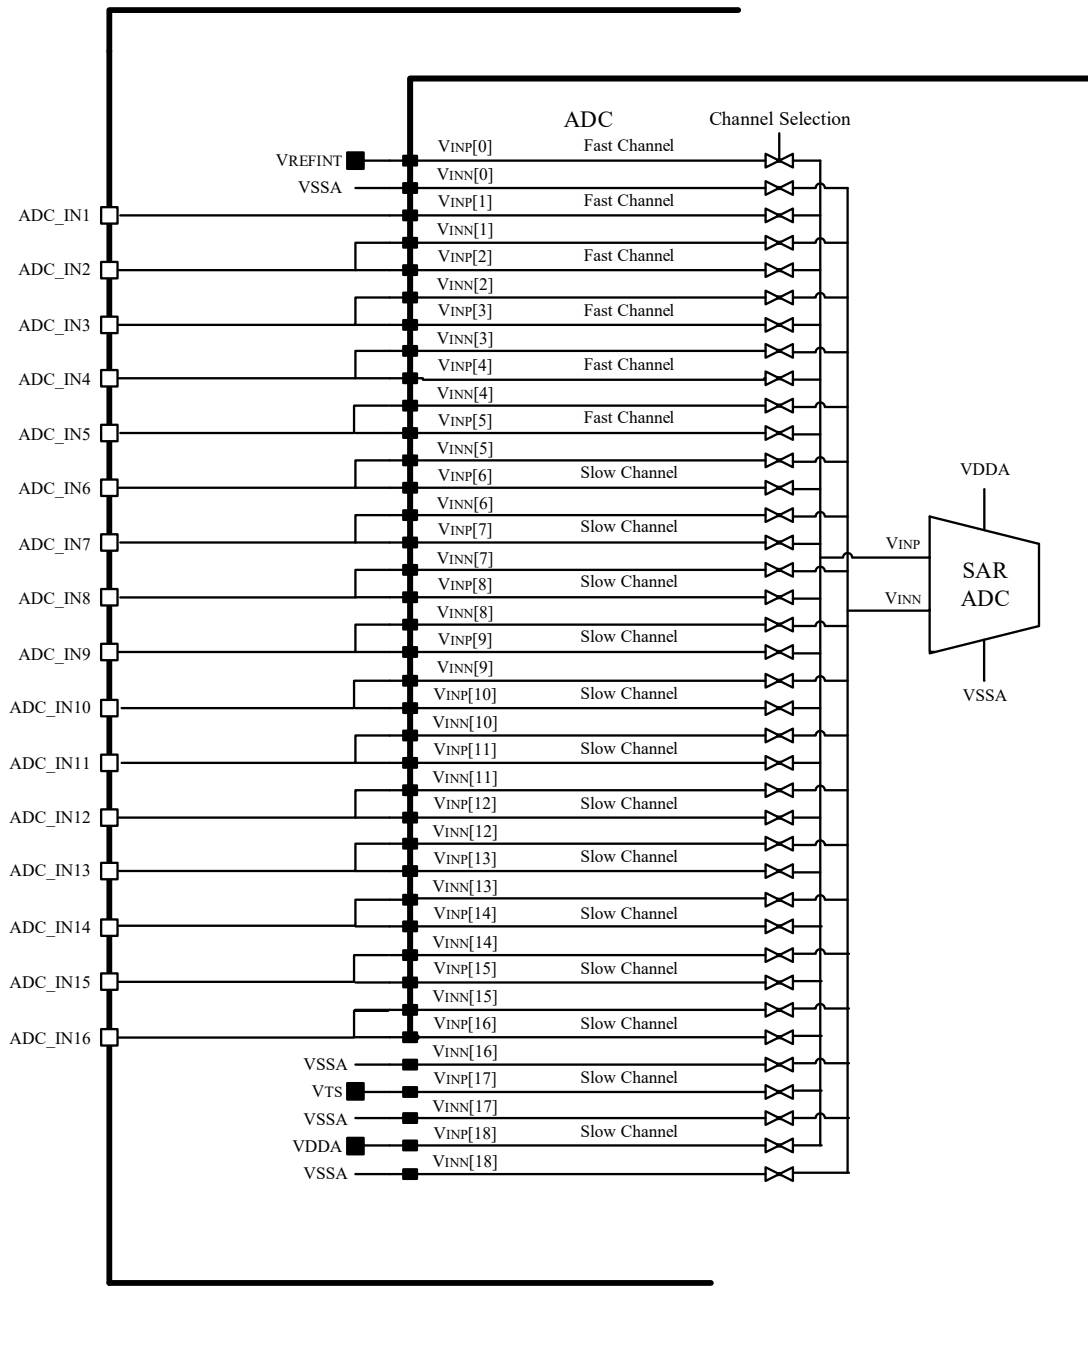 ADC Channel Selection
VREFINT VINP[0] Fast Channel
VSSA VINN[0]
ADC_IN1 VINP[1] Fast Channel
VINN[1]
ADC_IN2 VINP[2] Fast Channel
VINN[2]
ADC_IN3 VINP[3] Fast Channel
VINN[3]
ADC_IN4 VINP[4] Fast Channel
VINN[4]
ADC_IN5 VINP[5] Fast Channel
VINN[5]
ADC_IN6 VINP[6] Slow Channel
VINN[6]
ADC_IN7 VINP[7] Slow Channel
VINN[7]
ADC_IN8 VINP[8] Slow Channel
VINN[8]
ADC_IN9 VINP[9] Slow Channel
VINN[9]
ADC_IN10 VINP[10] Slow Channel
VINN[10]
ADC_IN11 VINP[11] Slow Channel
VINN[11]
ADC_IN12 VINP[12] Slow Channel
VINN[12]
ADC_IN13 VINP[13] Slow Channel
VINN[13]
ADC_IN14 VINP[14] Slow Channel
VINN[14]
ADC_IN15 VINP[15] Slow Channel
VINN[15]
ADC_IN16 VINP[16] Slow Channel
VSSA VINN[16]
VTS VINP[17] Slow Channel
VSSA VINN[17]
VDDA VINP[18] Slow Channel
VSSA VINN[18]
VDDA
VINP
VINN
SAR
ADC
VSSA